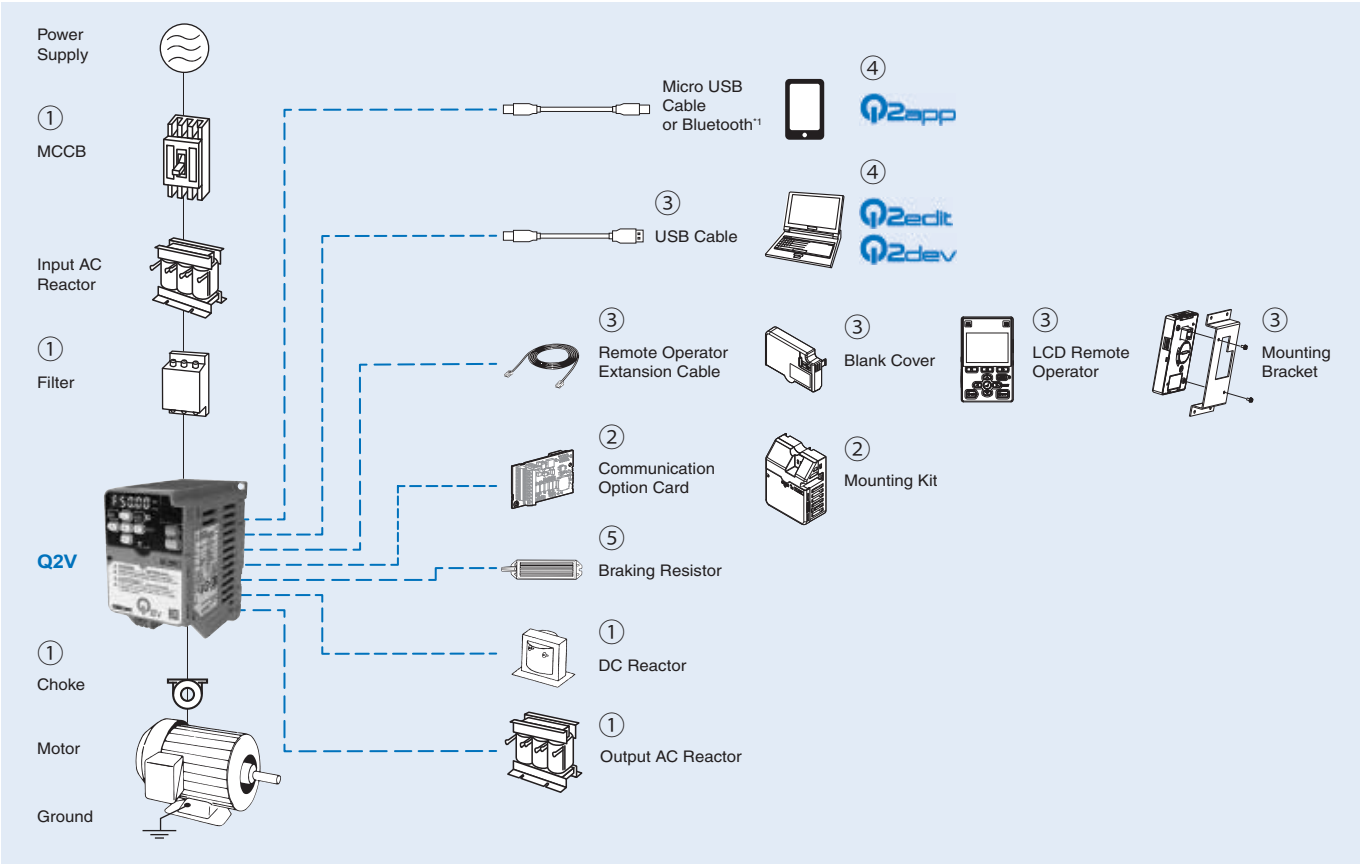 Power
Supply
①
MCCB
Input AC
Reactor
①
Filter
Q2V
①
Choke
Motor
Ground
Micro USB
Cable
or Bluetooth*1
④
Q2app
③
USB Cable
④
Q2edit
Q2dev
③
Remote Operator
Extension Cable
③
Blank Cover
③
LCD Remote
Operator
③
Mounting
Bracket
②
Communication
Option Card
②
Mounting Kit
⑤
Braking Resistor
①
DC Reactor
①
Output AC Reactor